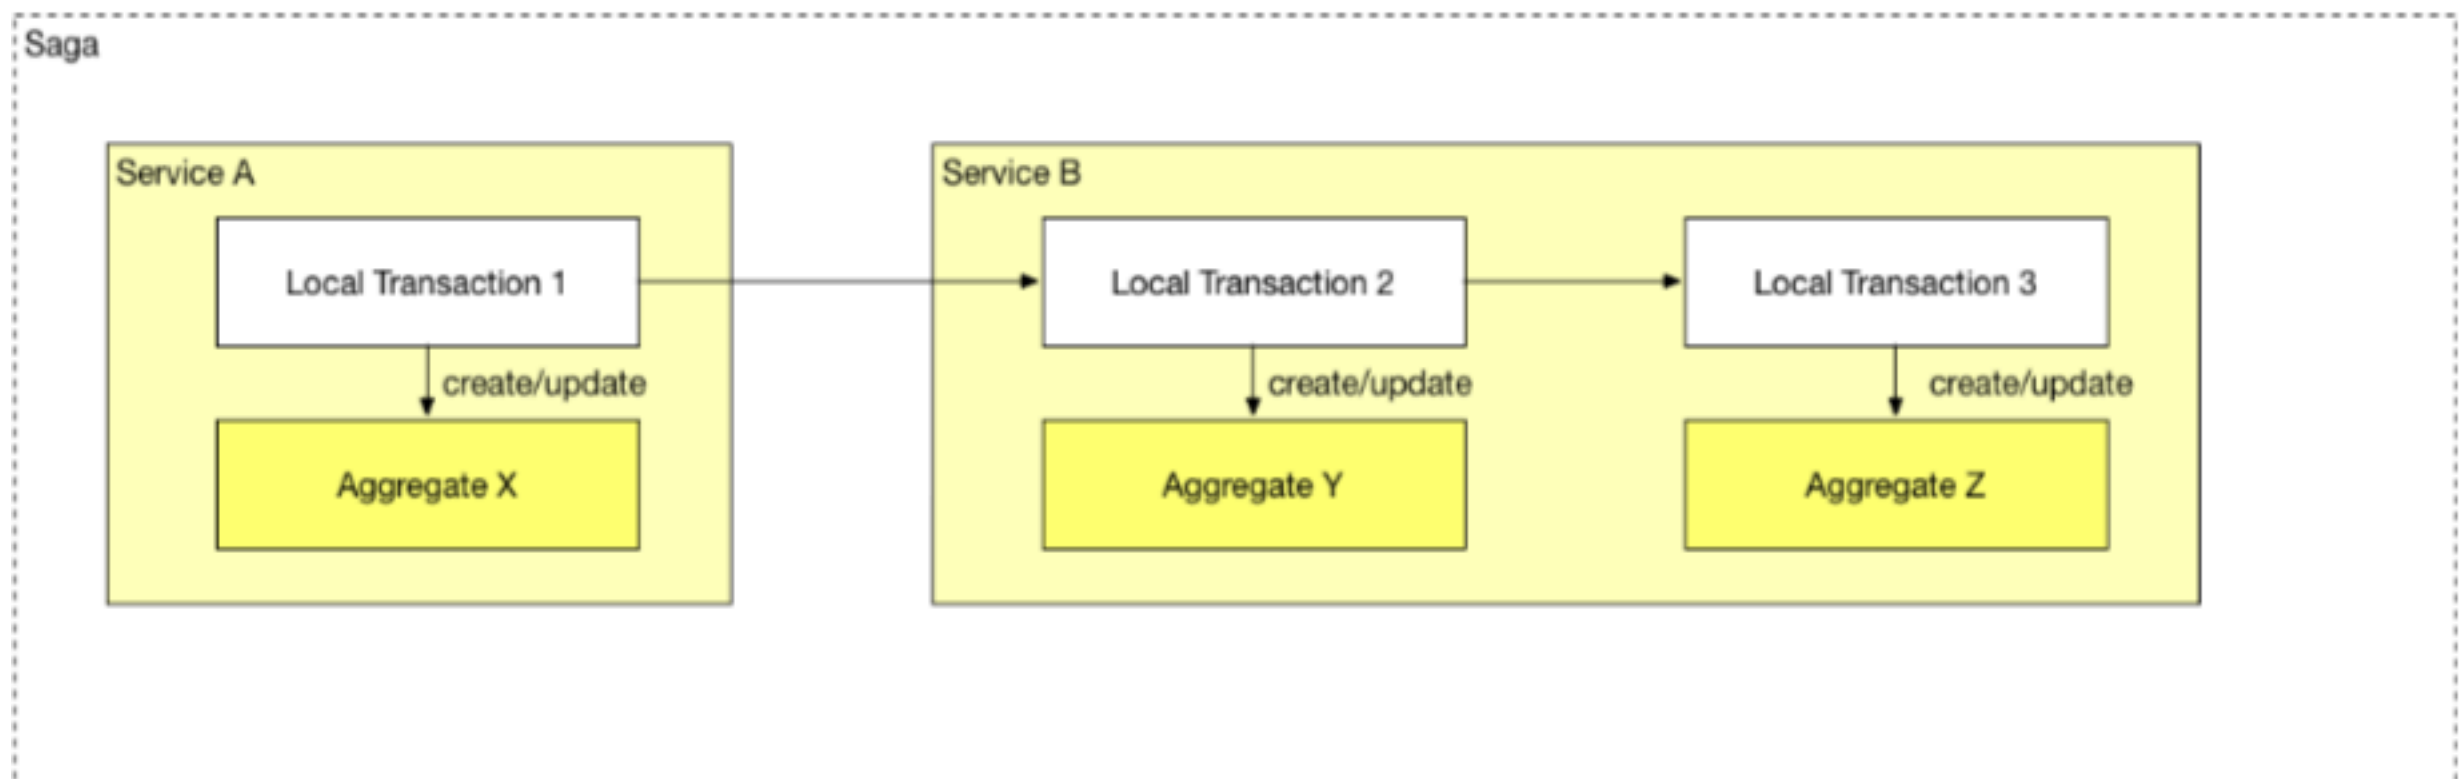 Saga
Service A
Service B
Local Transaction 1
Local Transaction 2
Local Transaction 3
create/update
create/update
create/update
Aggregate X
Aggregate Y
Aggregate Z